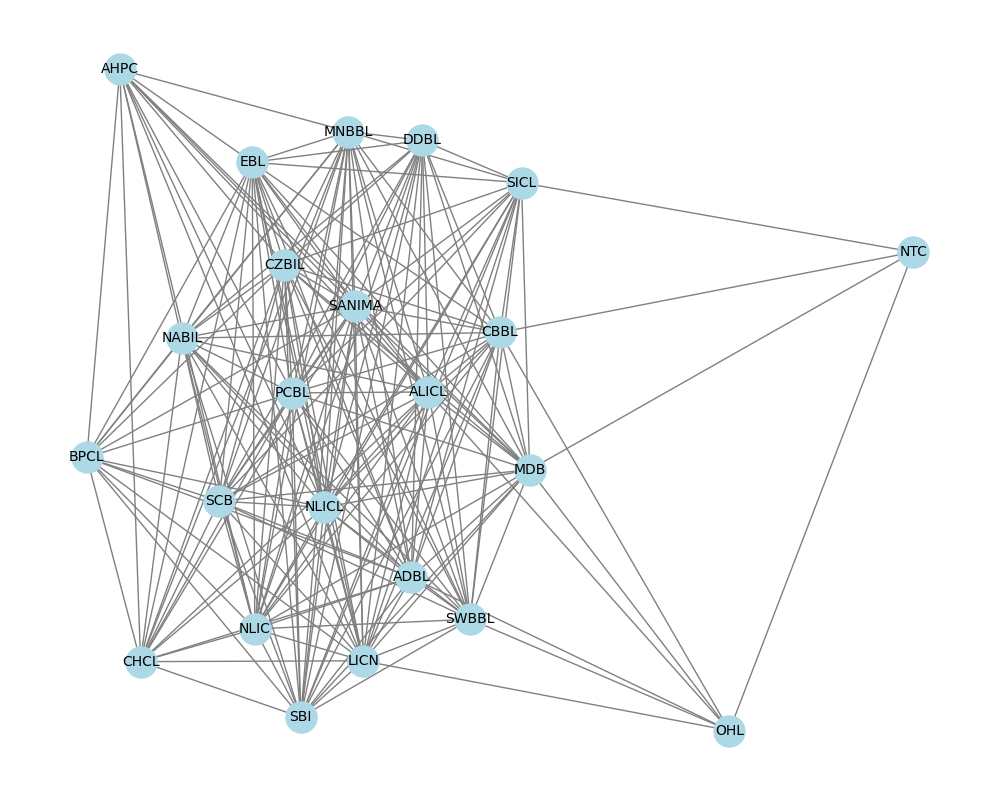 AHPC
MNBBL
DDBL
EBL
SICL
NTC
CZBIL
SANIMA
CBBL
NABIL
PCBL
ALICL
BPCL
MDB
SCB
NLICL
ADBL
SWBBL
NLIC
CHCL
LICN
SBI
OHL